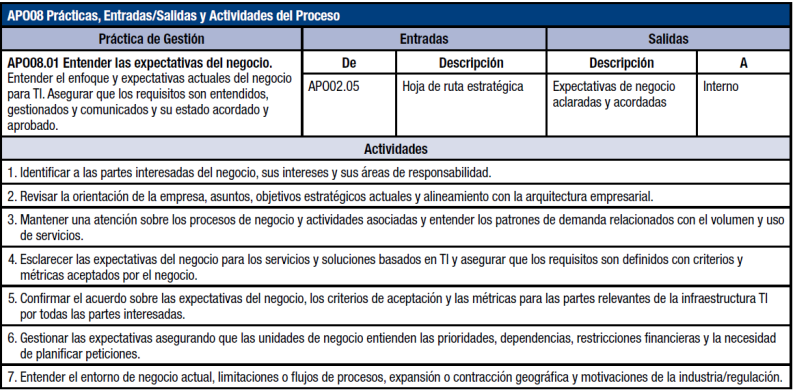 APO08 Prácticas, Entradas/Salidas y Actividades del Proceso
Práctica de Gestión
Entradas
Salidas
APO08.01 Entender las expectativas del negocio.
Entender el enfoque y expectativas actuales del negocio
para TI. Asegurar que los requisitos son entendidos,
gestionados y comunicados y su estado acordado y
aprobado.
De
Descripción
Descripción
A
APO02.05
Hoja de ruta estratégica
Expectativas de negocio
aclaradas y acordadas
Interno
Actividades
1. Identificar a las partes interesadas del negocio, sus intereses y sus áreas de responsabilidad.
2. Revisar la orientación de la empresa, asuntos, objetivos estratégicos actuales y alineamiento con la arquitectura empresarial.
3. Mantener una atención sobre los procesos de negocio y actividades asociadas y entender los patrones de demanda relacionados con el volumen y uso
de servicios.
4. Esclarecer las expectativas del negocio para los servicios y soluciones basados en TI y asegurar que los requisitos son definidos con criterios y
métricas aceptados por el negocio.
5. Confirmar el acuerdo sobre las expectativas del negocio, los criterios de aceptación y las métricas para las partes relevantes de la infraestructura TI
por todas las partes interesadas.
6. Gestionar las expectativas asegurando que las unidades de negocio entienden las prioridades, dependencias, restricciones financieras y la necesidad
de planificar peticiones.
7. Entender el entorno de negocio actual, limitaciones o flujos de procesos, expansión o contracción geográfica y motivaciones de la industria/regulación.